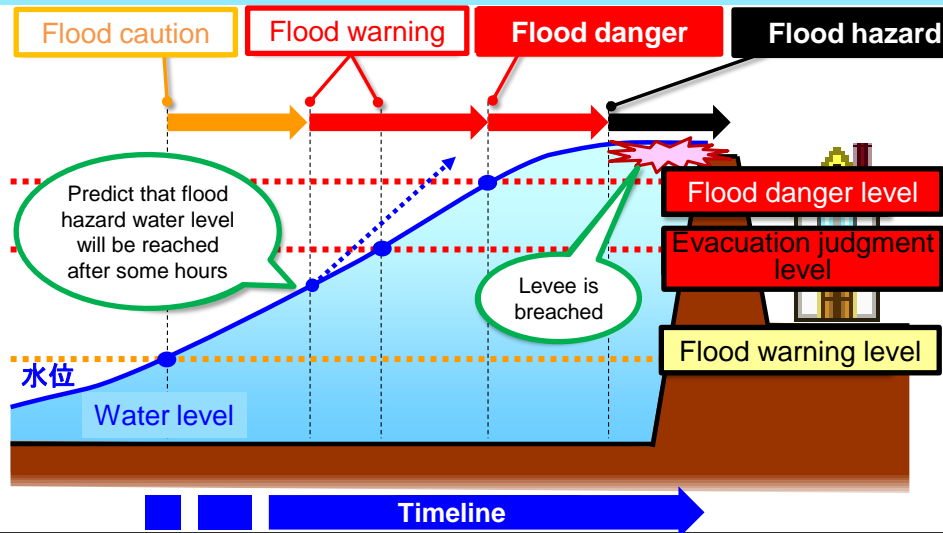 Flood caution
Flood warning
Flood danger
Flood hazard
Predict that flood
hazard water level
will be reached
after some hours
Flood danger level
Evacuation judgment
level
Levee is
breached
Flood warning level
水位
Water level
Timeline